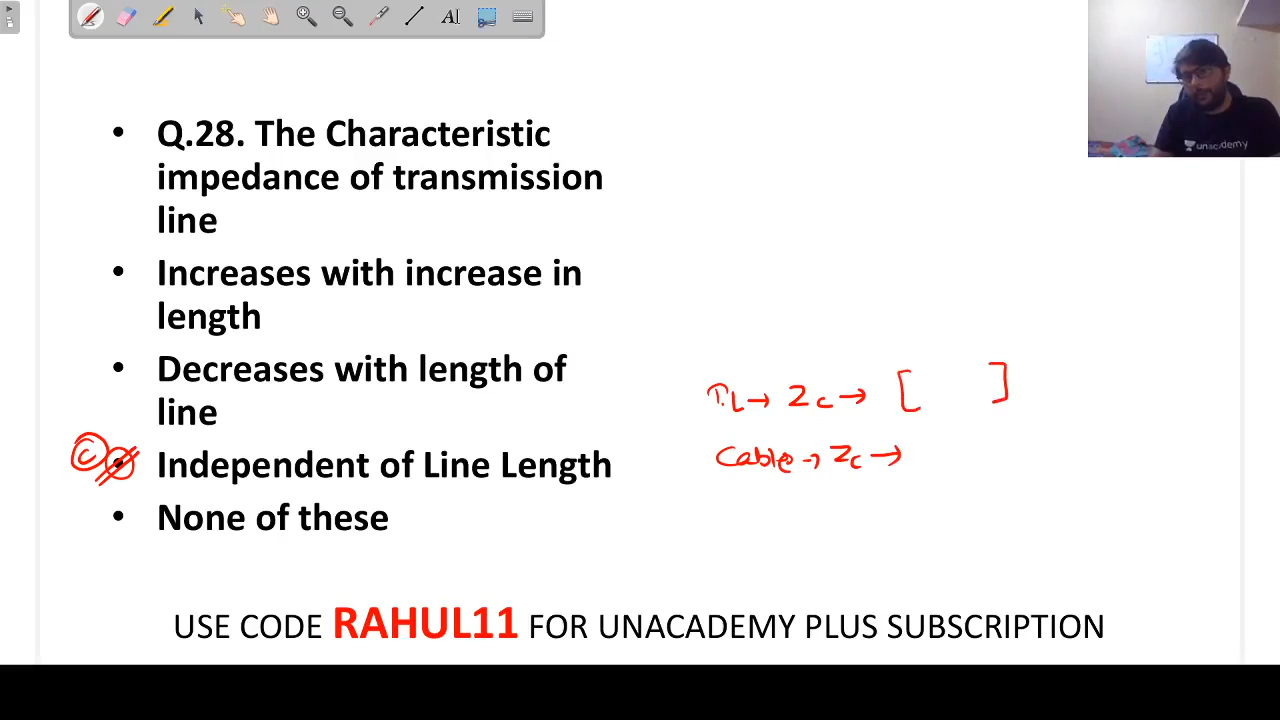 • Q.28. The Characteristic
impedance of transmission
line
• Increases with increase in
length
• Decreases with length of
line
C
• Independent of Line Length
• None of these
T.L → Zc → [ ]
Cable → Zc →
USE CODE RAHUL11 FOR UNACADEMY PLUS SUBSCRIPTION
unacademy
A